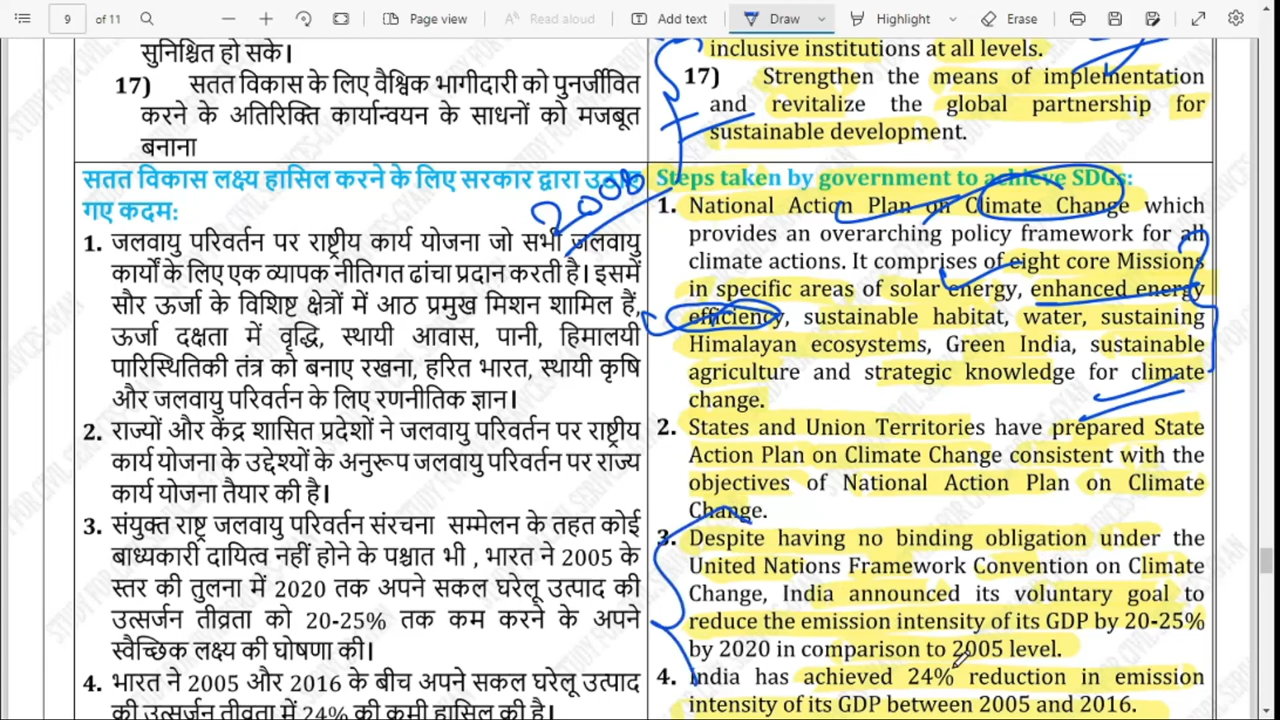 9 of 11
Page view
Read aloud
Add text
Draw
Highlight
Erase
सुनिश्चित हो सके।
17) सतत विकास के लिए वैश्विक भागीदारी को पुनर्जीवित
करने के अतिरिक्ति कार्यान्वयन के साधनों को मजबूत
बनाना
inclusive institutions at all levels.
17) Strengthen the means of implementation
and revitalize the global partnership for
sustainable development.
सतत विकास लक्ष्य हासिल करने के लिए सरकार द्वारा
गए कदम:
2008
1. जलवायु परिवर्तन पर राष्ट्रीय कार्य योजना जो सभी जलवायु
कार्यों के लिए एक व्यापक नीतिगत ढांचा प्रदान करती है। इसमें
सौर ऊर्जा के विशिष्ट क्षेत्रों में आठ प्रमुख मिशन शामिल हैं,
ऊर्जा दक्षता में वृद्धि, स्थायी आवास, पानी, हिमालयी
पारिस्थितिकी तंत्र को बनाए रखना, हरित भारत, स्थायी कृषि
और जलवायु परिवर्तन के लिए रणनीतिक ज्ञान।
2. राज्यों और केंद्र शासित प्रदेशों ने जलवायु परिवर्तन पर राष्ट्रीय
कार्य योजना के उद्देश्यों के अनुरूप जलवायु परिवर्तन पर राज्य
कार्य योजना तैयार की है।
3. संयुक्त राष्ट्र जलवायु परिवर्तन संरचना सम्मेलन के तहत कोई
बाध्यकारी दायित्व नहीं होने के पश्चात भी , भारत ने 2005 के
स्तर की तुलना में 2020 तक अपने सकल घरेलू उत्पाद की
उत्सर्जन तीव्रता को 20-25% तक कम करने के अपने
स्वैच्छिक लक्ष्य की घोषणा की।
4. भारत ने 2005 और 2016 के बीच अपने सकल घरेलू उत्पाद
की उत्सर्जन तीव्रता में 24% की कमी हासिल की है।
Steps taken by government to achieve SDGs:
1. National Action Plan on Climate Change which
provides an overarching policy framework for all
climate actions. It comprises of eight core Missions
in specific areas of solar energy, enhanced energy
efficiency, sustainable habitat, water, sustaining
Himalayan ecosystems, Green India, sustainable
agriculture and strategic knowledge for climate
change.
2. States and Union Territories have prepared State
Action Plan on Climate Change consistent with the
objectives of National Action Plan on Climate
Change.
3. Despite having no binding obligation under the
United Nations Framework Convention on Climate
Change, India announced its voluntary goal to
reduce the emission intensity of its GDP by 20-25%
by 2020 in comparison to 2005 level.
4. India has achieved 24% reduction in emission
intensity of its GDP between 2005 and 2016.